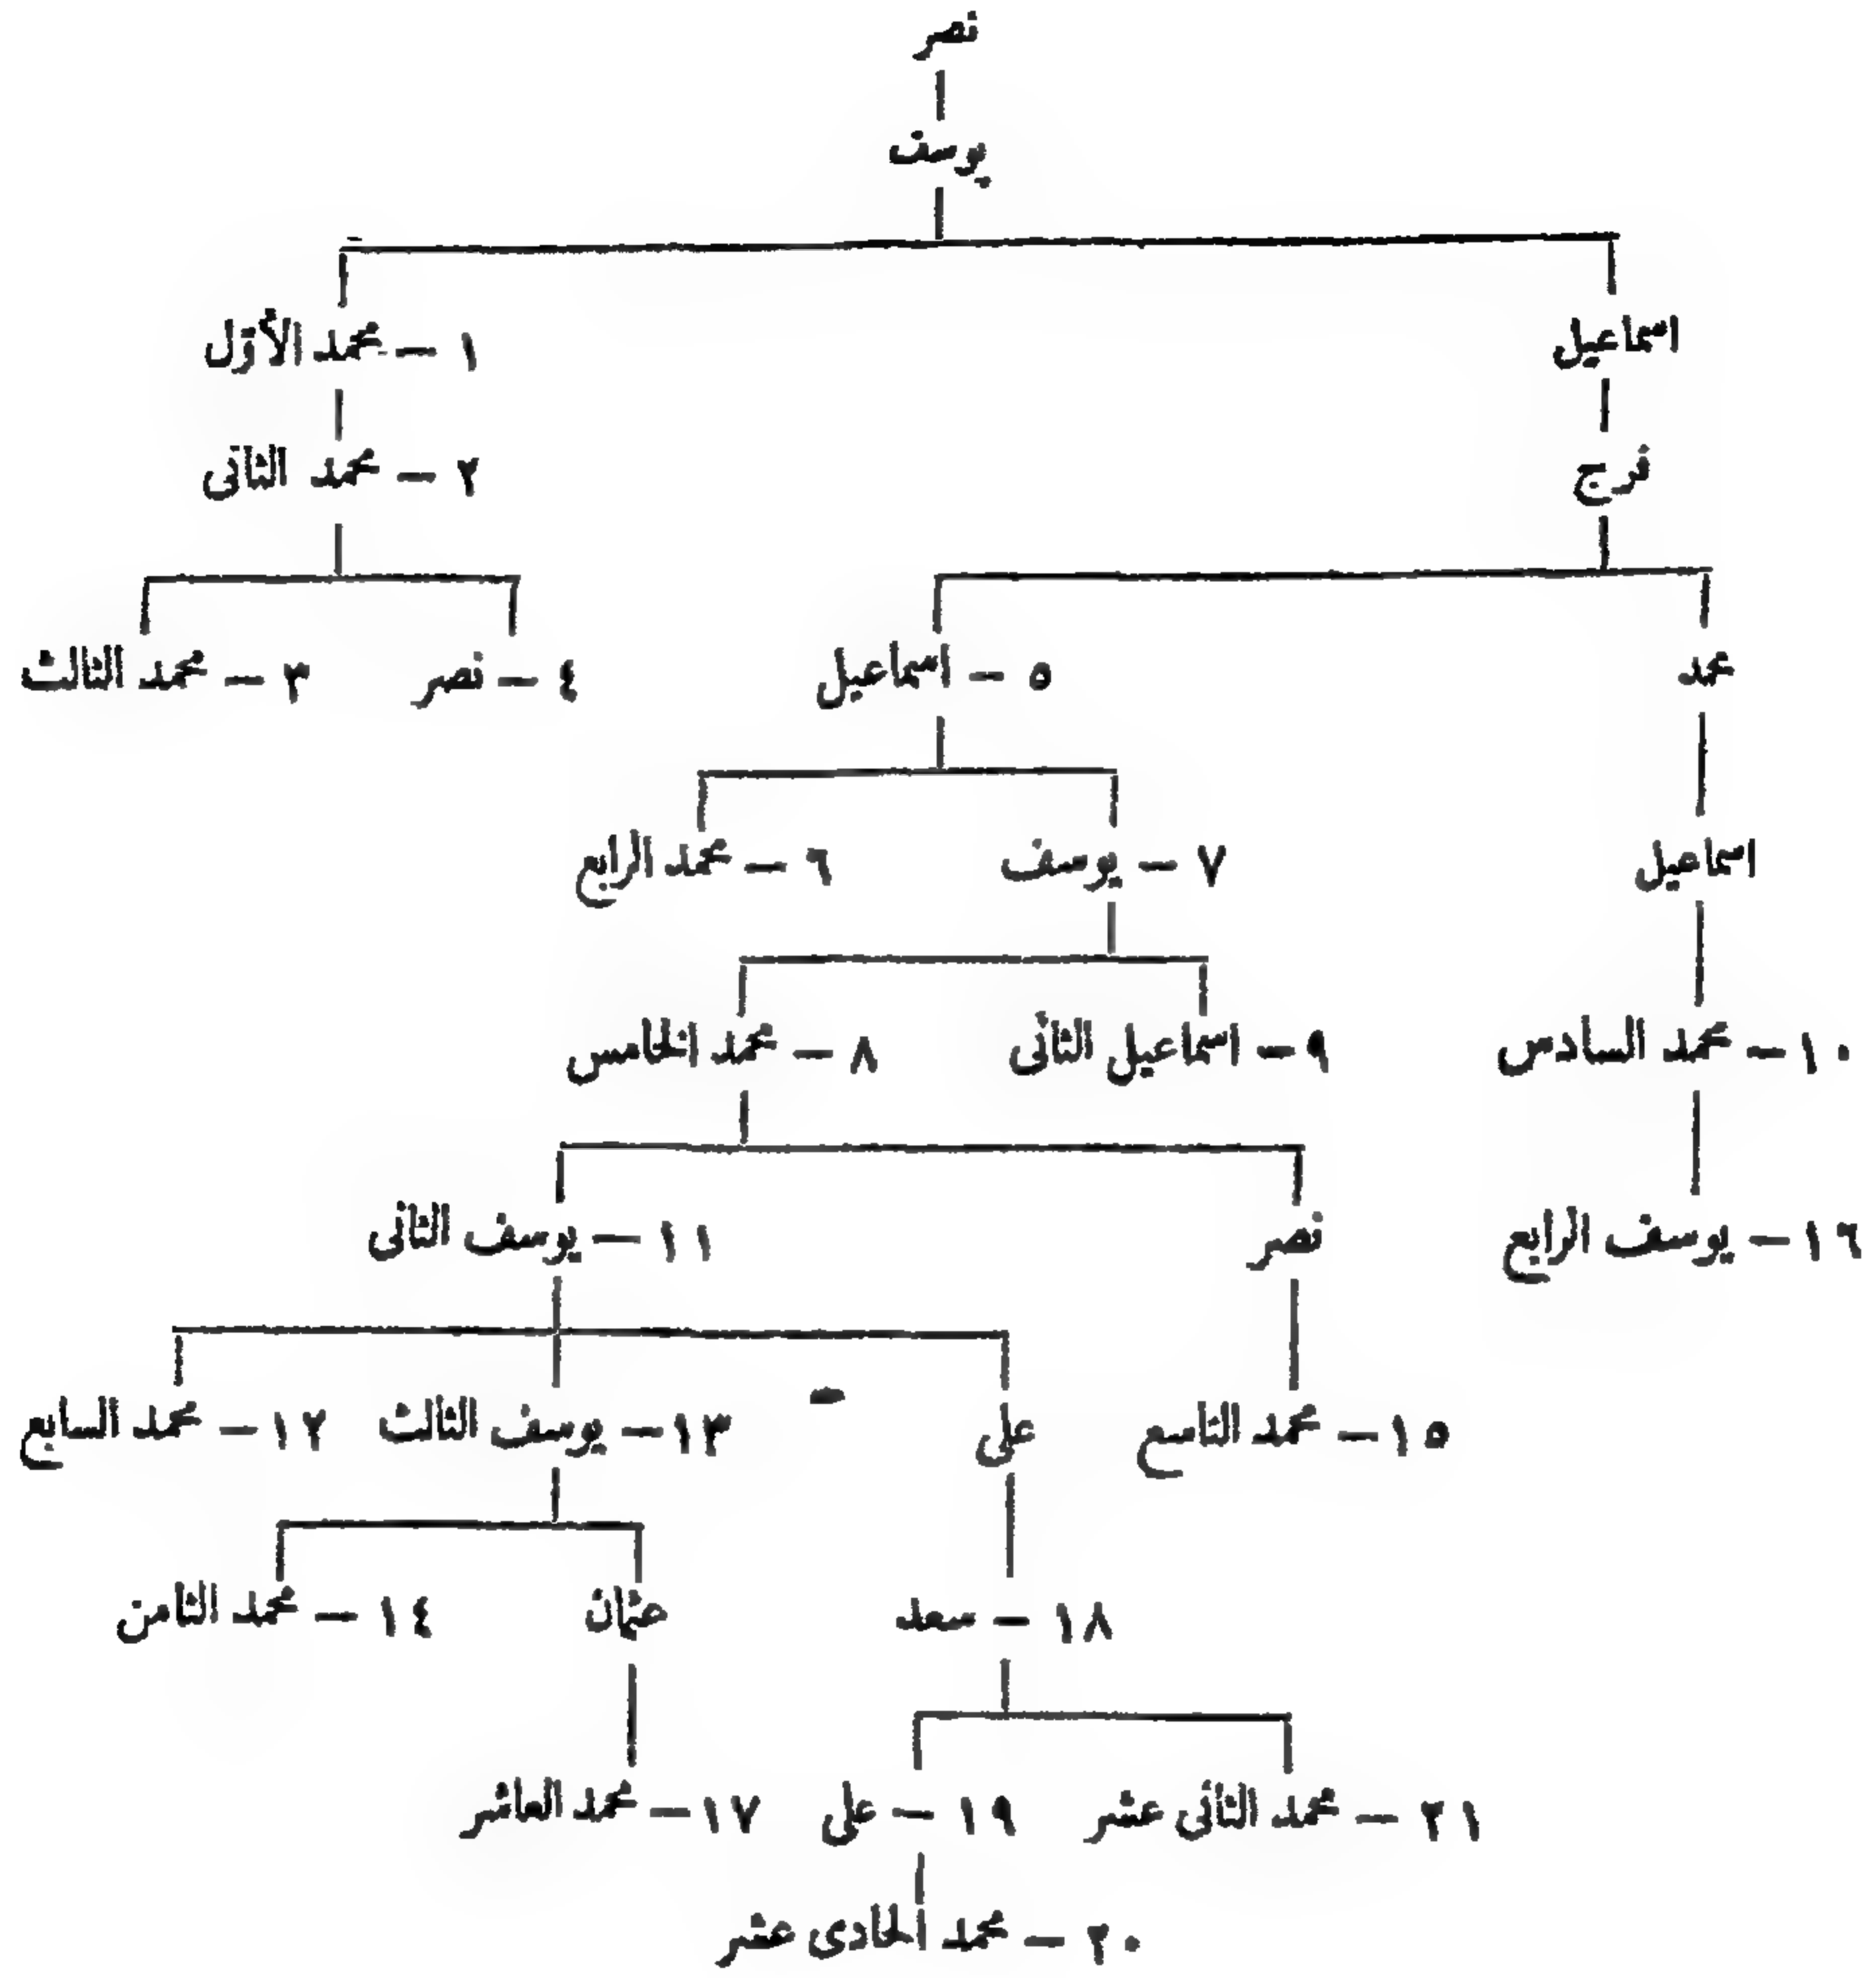 نصر
يوسف
اسماعيل
١ — محمد الأوّل
فرج
٢ — محمد الثانى
محمد
٥ — اسماعيل
٤ — نصر
٣ — محمد الثالث
اسماعيل
٧ — يوسف
٦ — محمد الرابع
١٠ — محمد السادس
٩ — اسماعيل الثانى
٨ — محمد الخامس
١٦ — يوسف الرابع
نصر
١١ — يوسف الثانى
١٥ — محمد التاسع
على
١٣ — يوسف الثالث
١٢ — محمد السابع
١٨ — سعد
عثمان
١٤ — محمد الثامن
٢١ — محمد الثانى عشر
١٩ — على
١٧ — محمد العاشر
٢٠ — محمد الحادى عشر